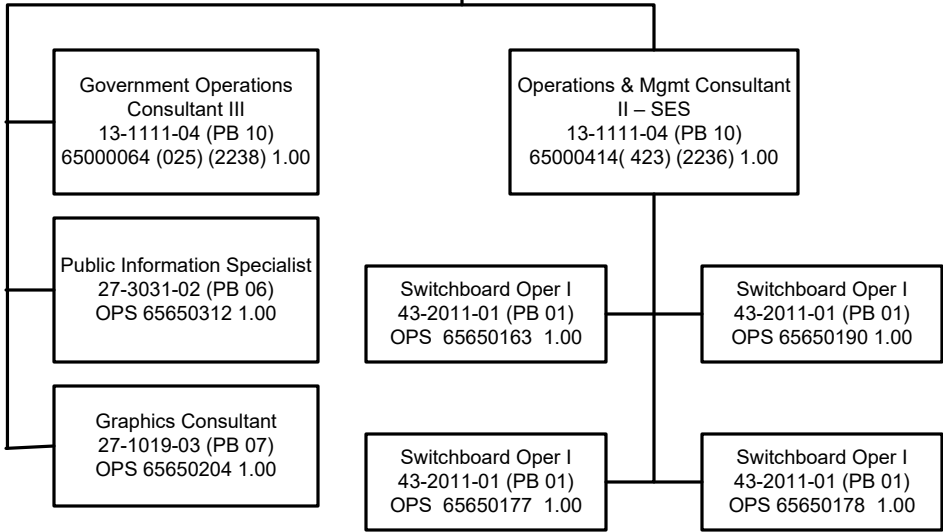 Government Operations
Consultant III
13-1111-04 (PB 10)
65000064 (025) (2238) 1.00
Operations & Mgmt Consultant
II – SES
13-1111-04 (PB 10)
65000414( 423) (2236) 1.00
Public Information Specialist
27-3031-02 (PB 06)
OPS 65650312 1.00
Switchboard Oper I
43-2011-01 (PB 01)
OPS  65650163  1.00
Switchboard Oper I
43-2011-01 (PB 01)
OPS 65650190 1.00
Graphics Consultant
27-1019-03 (PB 07)
OPS 65650204 1.00
Switchboard Oper I
43-2011-01 (PB 01)
OPS 65650177  1.00
Switchboard Oper I
43-2011-01 (PB 01)
OPS 65650178  1.00